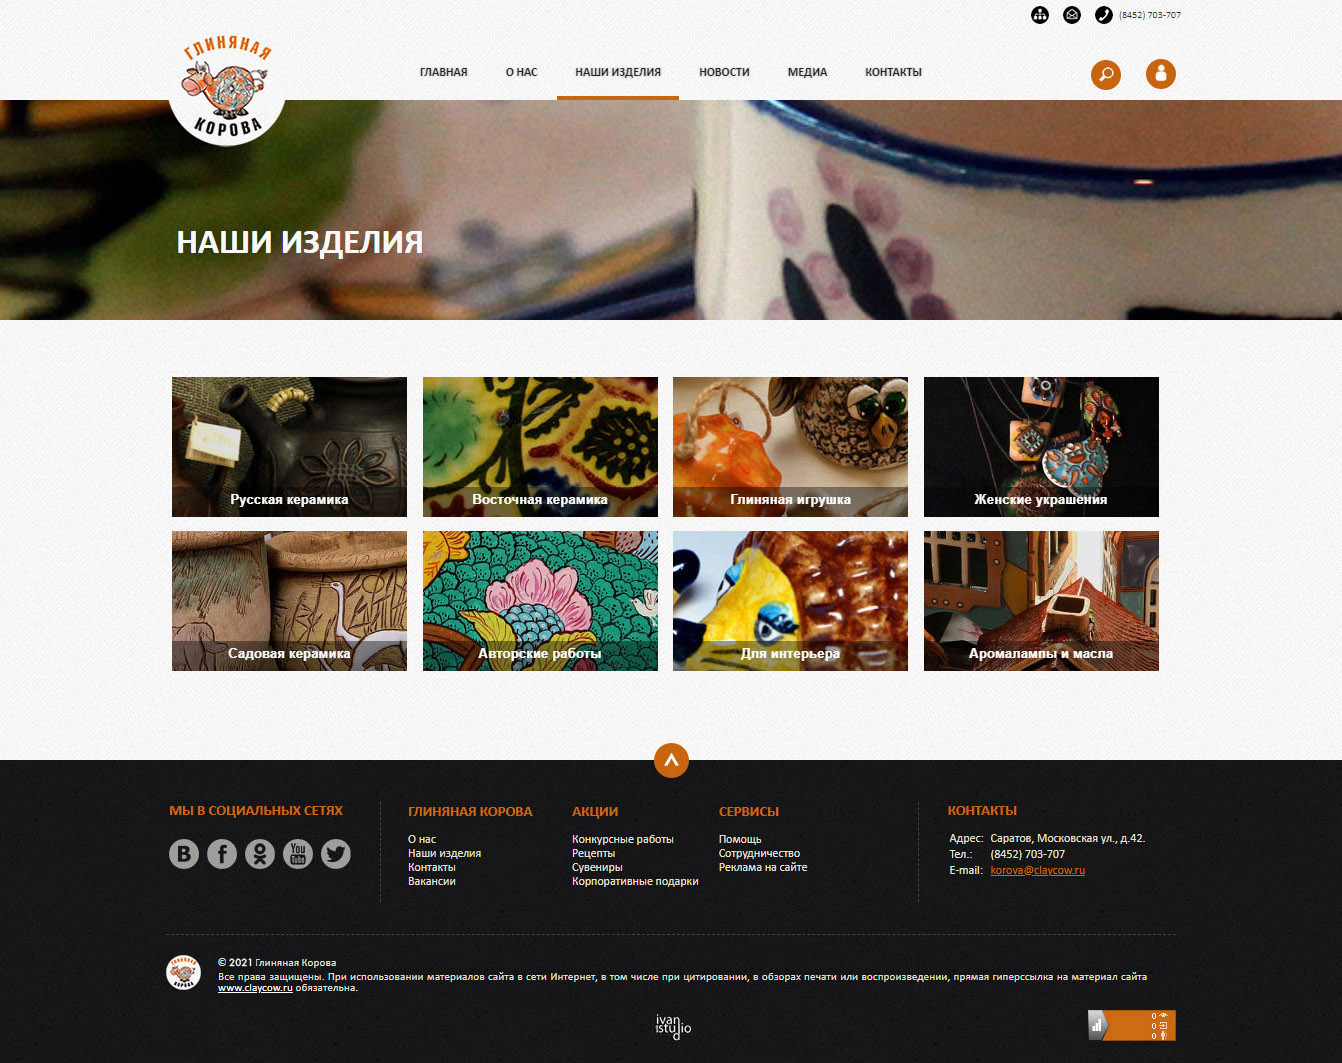 (8452) 703-707
ГЛИНЯНАЯ
КОРОВА
ГЛАВНАЯ О НАС НАШИ ИЗДЕЛИЯ НОВОСТИ МЕДИА КОНТАКТЫ
НАШИ ИЗДЕЛИЯ
Русская керамика Восточная керамика Глиняная игрушка Женские украшения
Садовая керамика Авторские работы Для интерьера Аромалампы и масла
МЫ В СОЦИАЛЬНЫХ СЕТЯХ
B f You Tube
ГЛИНЯНАЯ КОРОВА
О нас
Наши изделия
Контакты
Вакансии
АКЦИИ
Конкурсные работы
Рецепты
Сувениры
Корпоративные подарки
СЕРВИСЫ
Помощь
Сотрудничество
Реклама на сайте
КОНТАКТЫ
Адрес: Саратов, Московская ул., д.42.
Тел.: (8452) 703-707
E-mail: korova@claycow.ru
ГЛИНЯНАЯ
КОРОВА
© 2021 Глиняная Корова
Все права защищены. При использовании материалов сайта в сети Интернет, в том числе при цитировании, в обзорах печати или воспроизведении, прямая гиперссылка на материал сайта
www.claycow.ru обязательна.
ivan
istudio
0
0
0